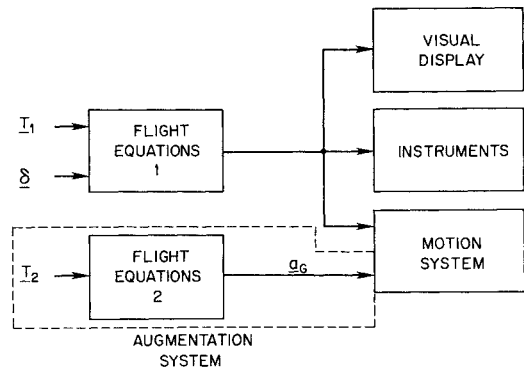 VISUAL
DISPLAY
T1
δ
FLIGHT
EQUATIONS
1
INSTRUMENTS
MOTION
SYSTEM
T2
FLIGHT
EQUATIONS
2
aG
AUGMENTATION
SYSTEM